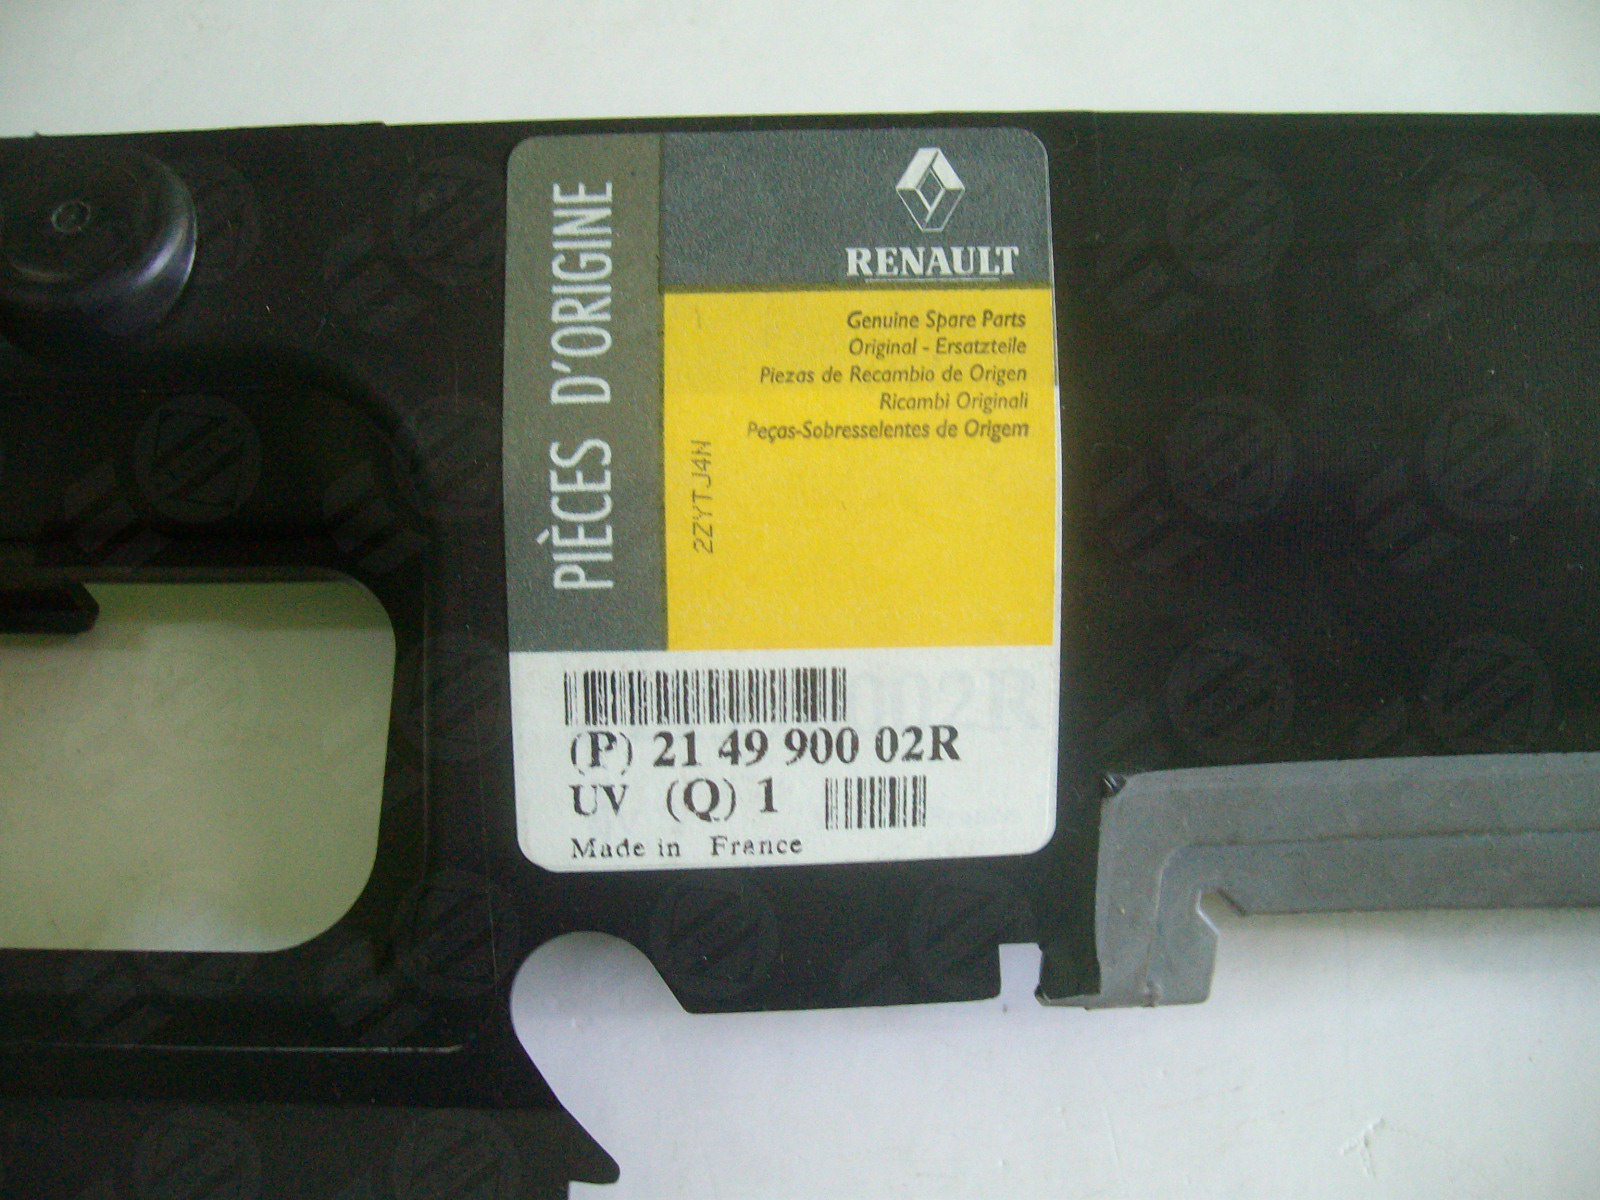 PIÈCES D'ORIGINE
RENAULT
Genuine Spare Parts
Original - Ersatzteile
Piezas de Recambio de Origen
Ricambi Originali
Peças-Sobresselentes de Origem
2ZYTJ4N
(P) 21 49 900 02R
UV (Q) 1
Made in France